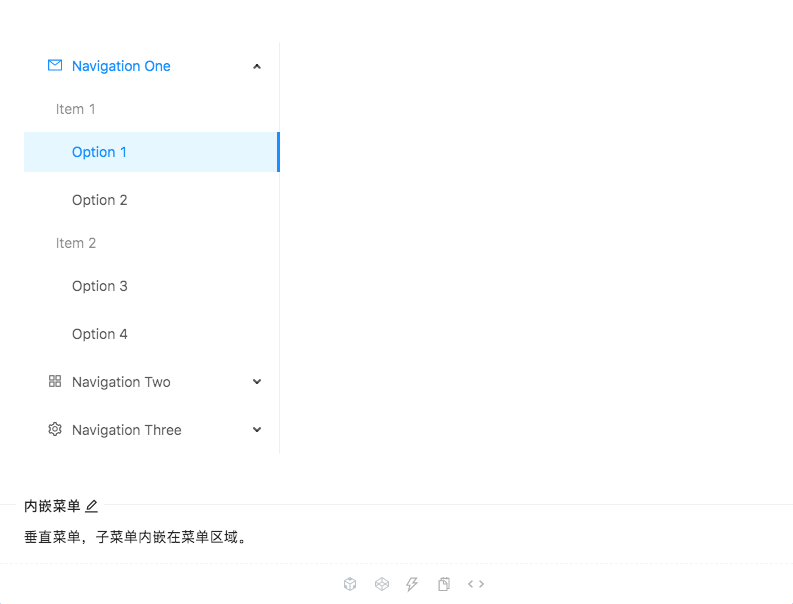 Navigation One
Item 1
Option 1
Option 2
Item 2
Option 3
Option 4
Navigation Two
Navigation Three
内嵌菜单
垂直菜单，子菜单内嵌在菜单区域。